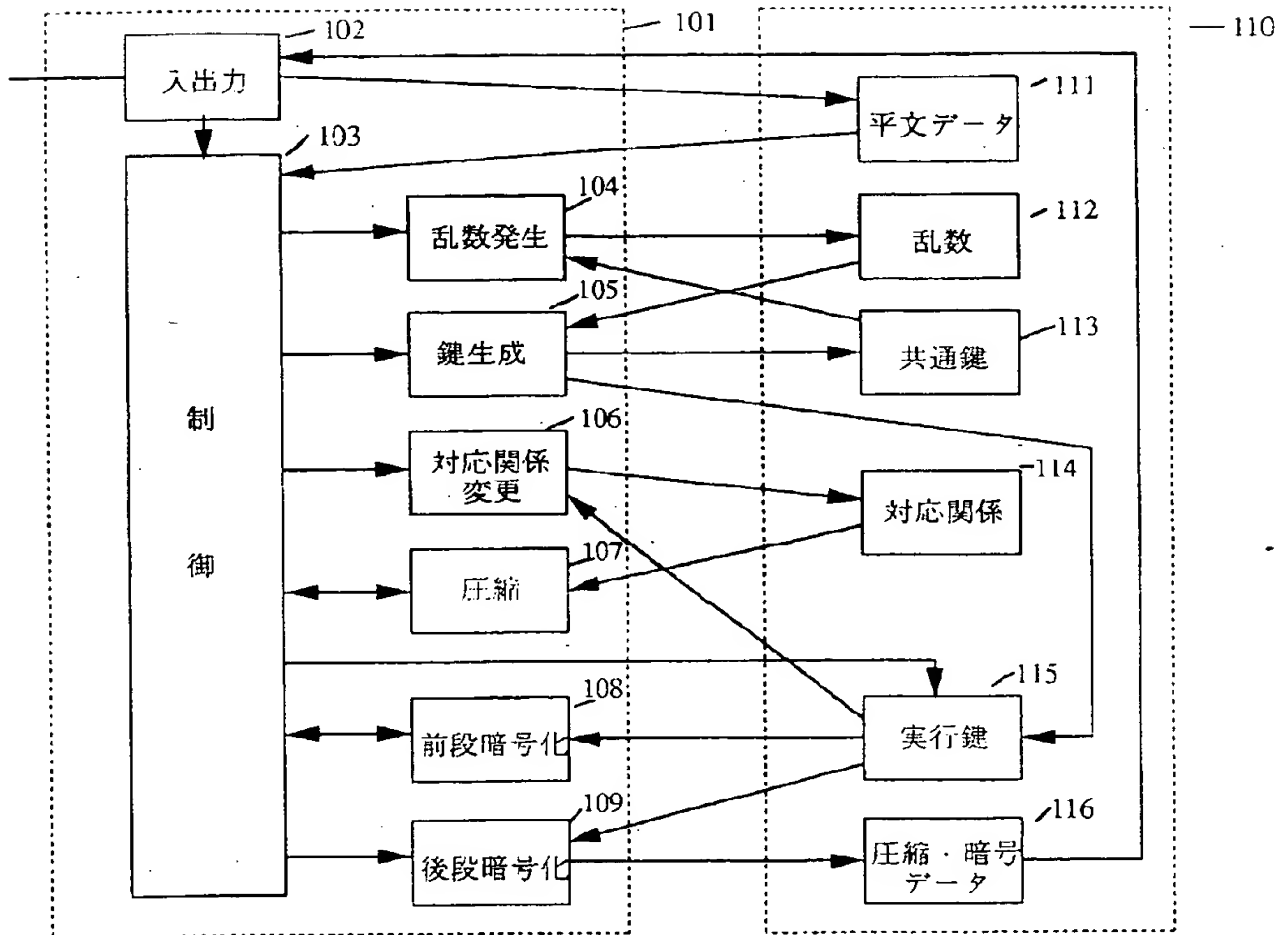 102
101
110
入出力
111
平文データ
103
104
乱数発生
112
乱数
105
鍵生成
113
共通鍵
制
御
106
対応関係
変更
114
対応関係
107
圧縮
108
前段暗号化
115
実行鍵
109
後段暗号化
116
圧縮・暗号
データ